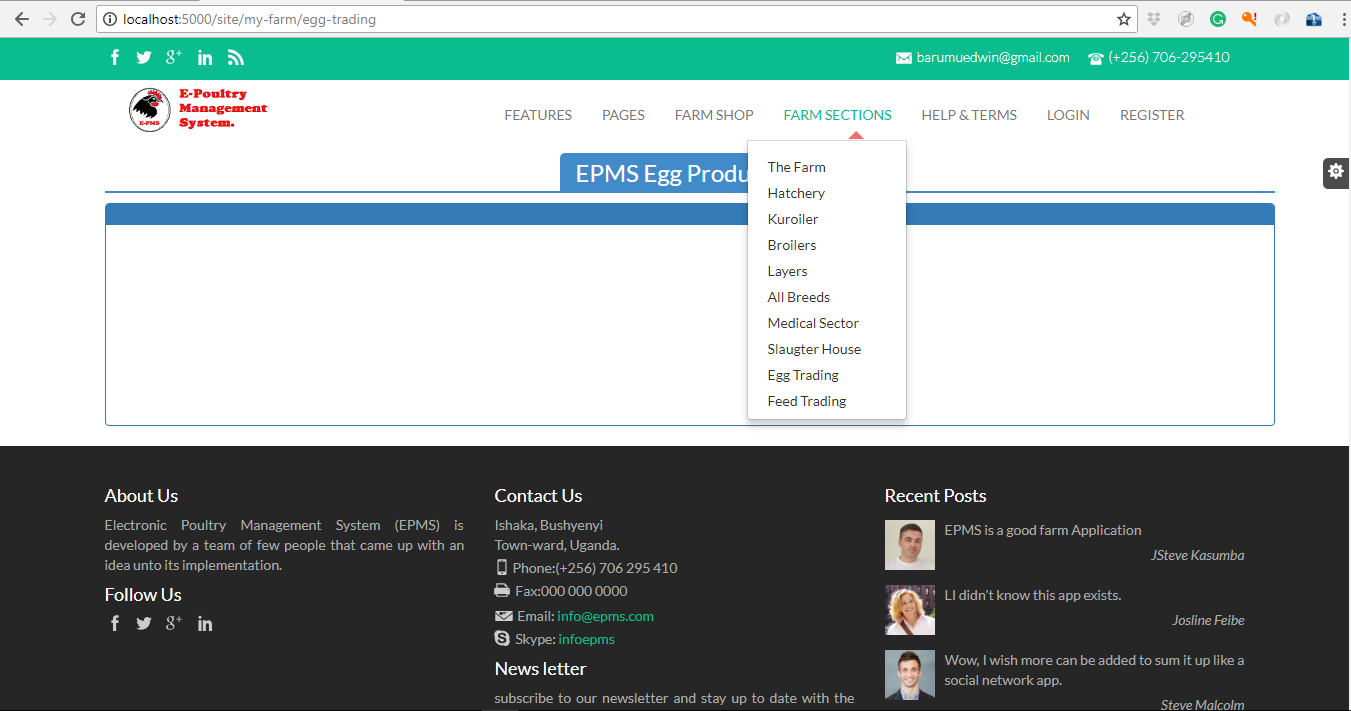 localhost:5000/site/my-farm/egg-trading
barumuedwin@gmail.com
(+256) 706-295410
E-Poultry
Management
System.
E-PMS
FEATURES
PAGES
FARM SHOP
FARM SECTIONS
HELP & TERMS
LOGIN
REGISTER
EPMS Egg Produ
The Farm
Hatchery
Kuroiler
Broilers
Layers
All Breeds
Medical Sector
Slaugter House
Egg Trading
Feed Trading
About Us
Electronic Poultry Management System (EPMS) is
developed by a team of few people that came up with an
idea unto its implementation.
Follow Us
Contact Us
Ishaka, Bushyenyi
Town-ward, Uganda.
Phone:(+256) 706 295 410
Fax:000 000 0000
Email: info@epms.com
Skype: infoepms
News letter
subscribe to our newsletter and stay up to date with the
Recent Posts
EPMS is a good farm Application
JSteve Kasumba
LI didn't know this app exists.
Josline Feibe
Wow, I wish more can be added to sum it up like a
social network app.
Steve Malcolm